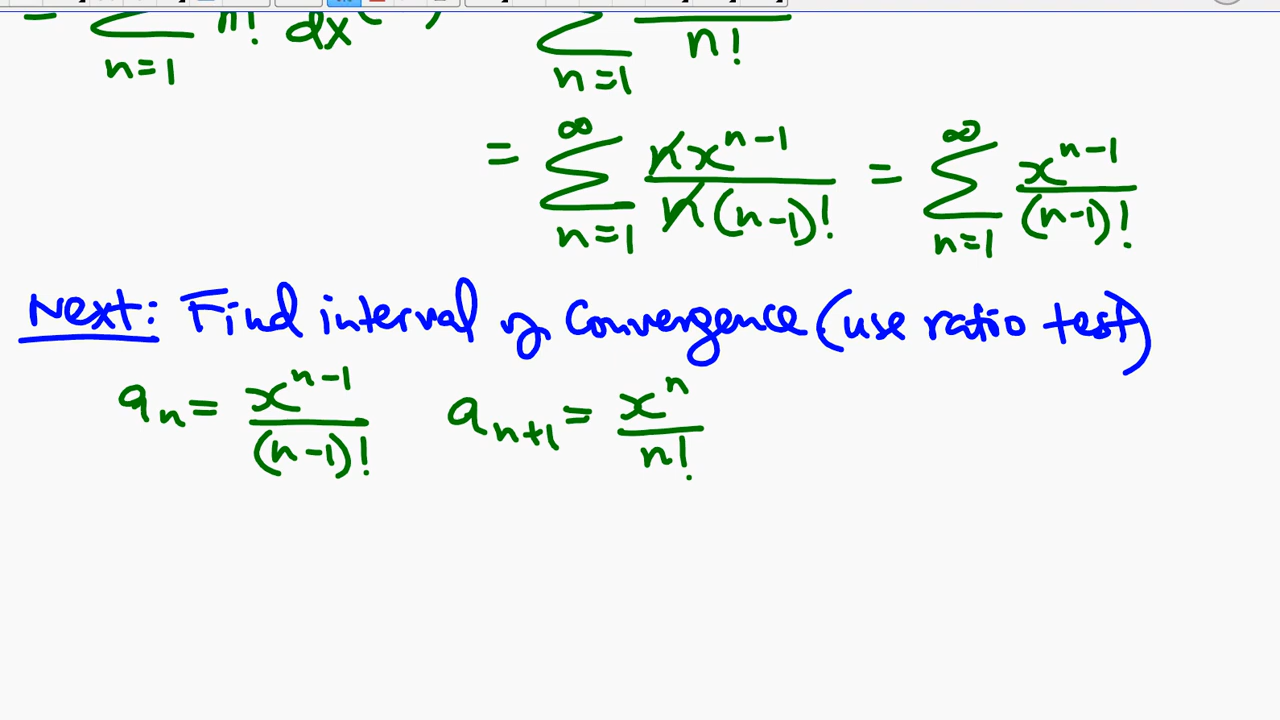 = ∑ n=1 n! dx ∑ n=1 n!
= ∞ ∑ n=1 nx^{n-1} / n(n-1)! = ∞ ∑ n=1 x^{n-1} / (n-1)!
Next: Find interval of Convergence (use ratio test)
a_n = x^{n-1} / (n-1)! a_{n+1} = x^n / n!